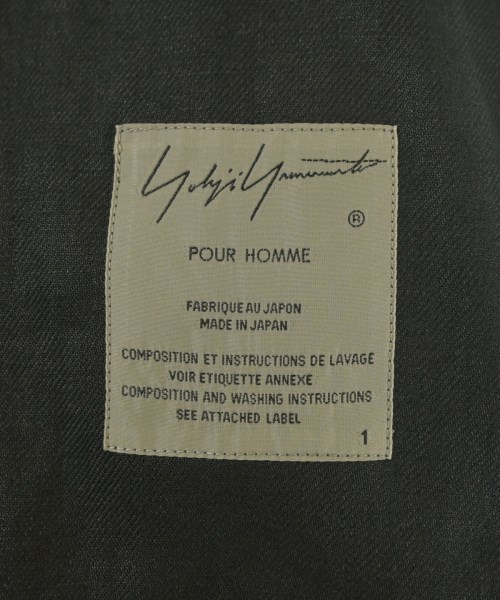 Yohji Yamamoto
®
POUR HOMME
FABRIQUE AU JAPON
MADE IN JAPAN
COMPOSITION ET INSTRUCTIONS DE LAVAGE
VOIR ETIQUETTE ANNEXE
COMPOSITION AND WASHING INSTRUCTIONS
SEE ATTACHED LABEL
1